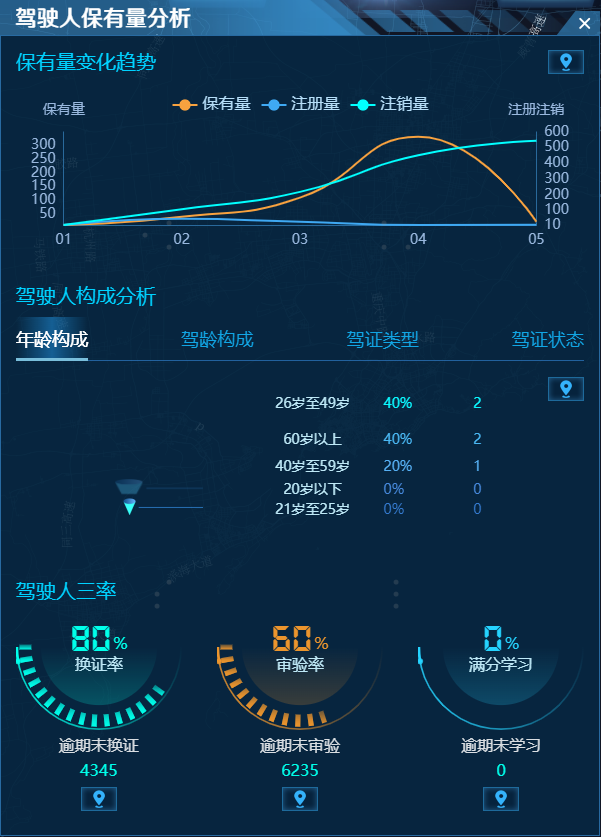 驾驶人保有量分析
保有量变化趋势
保有量 注册量 注销量
保有量 注册注销
300
250
200
150
100
50
600
500
400
300
200
100
10
01 02 03 04 05
驾驶人构成分析
年龄构成 驾龄构成 驾证类型 驾证状态
26岁至49岁 40% 2
60岁以上 40% 2
40岁至59岁 20% 1
20岁以下 0% 0
21岁至25岁 0% 0
驾驶人三率
80% 60% 0%
换证率 审验率 满分学习
逾期未换证 逾期未审验 逾期未学习
4345 6235 0